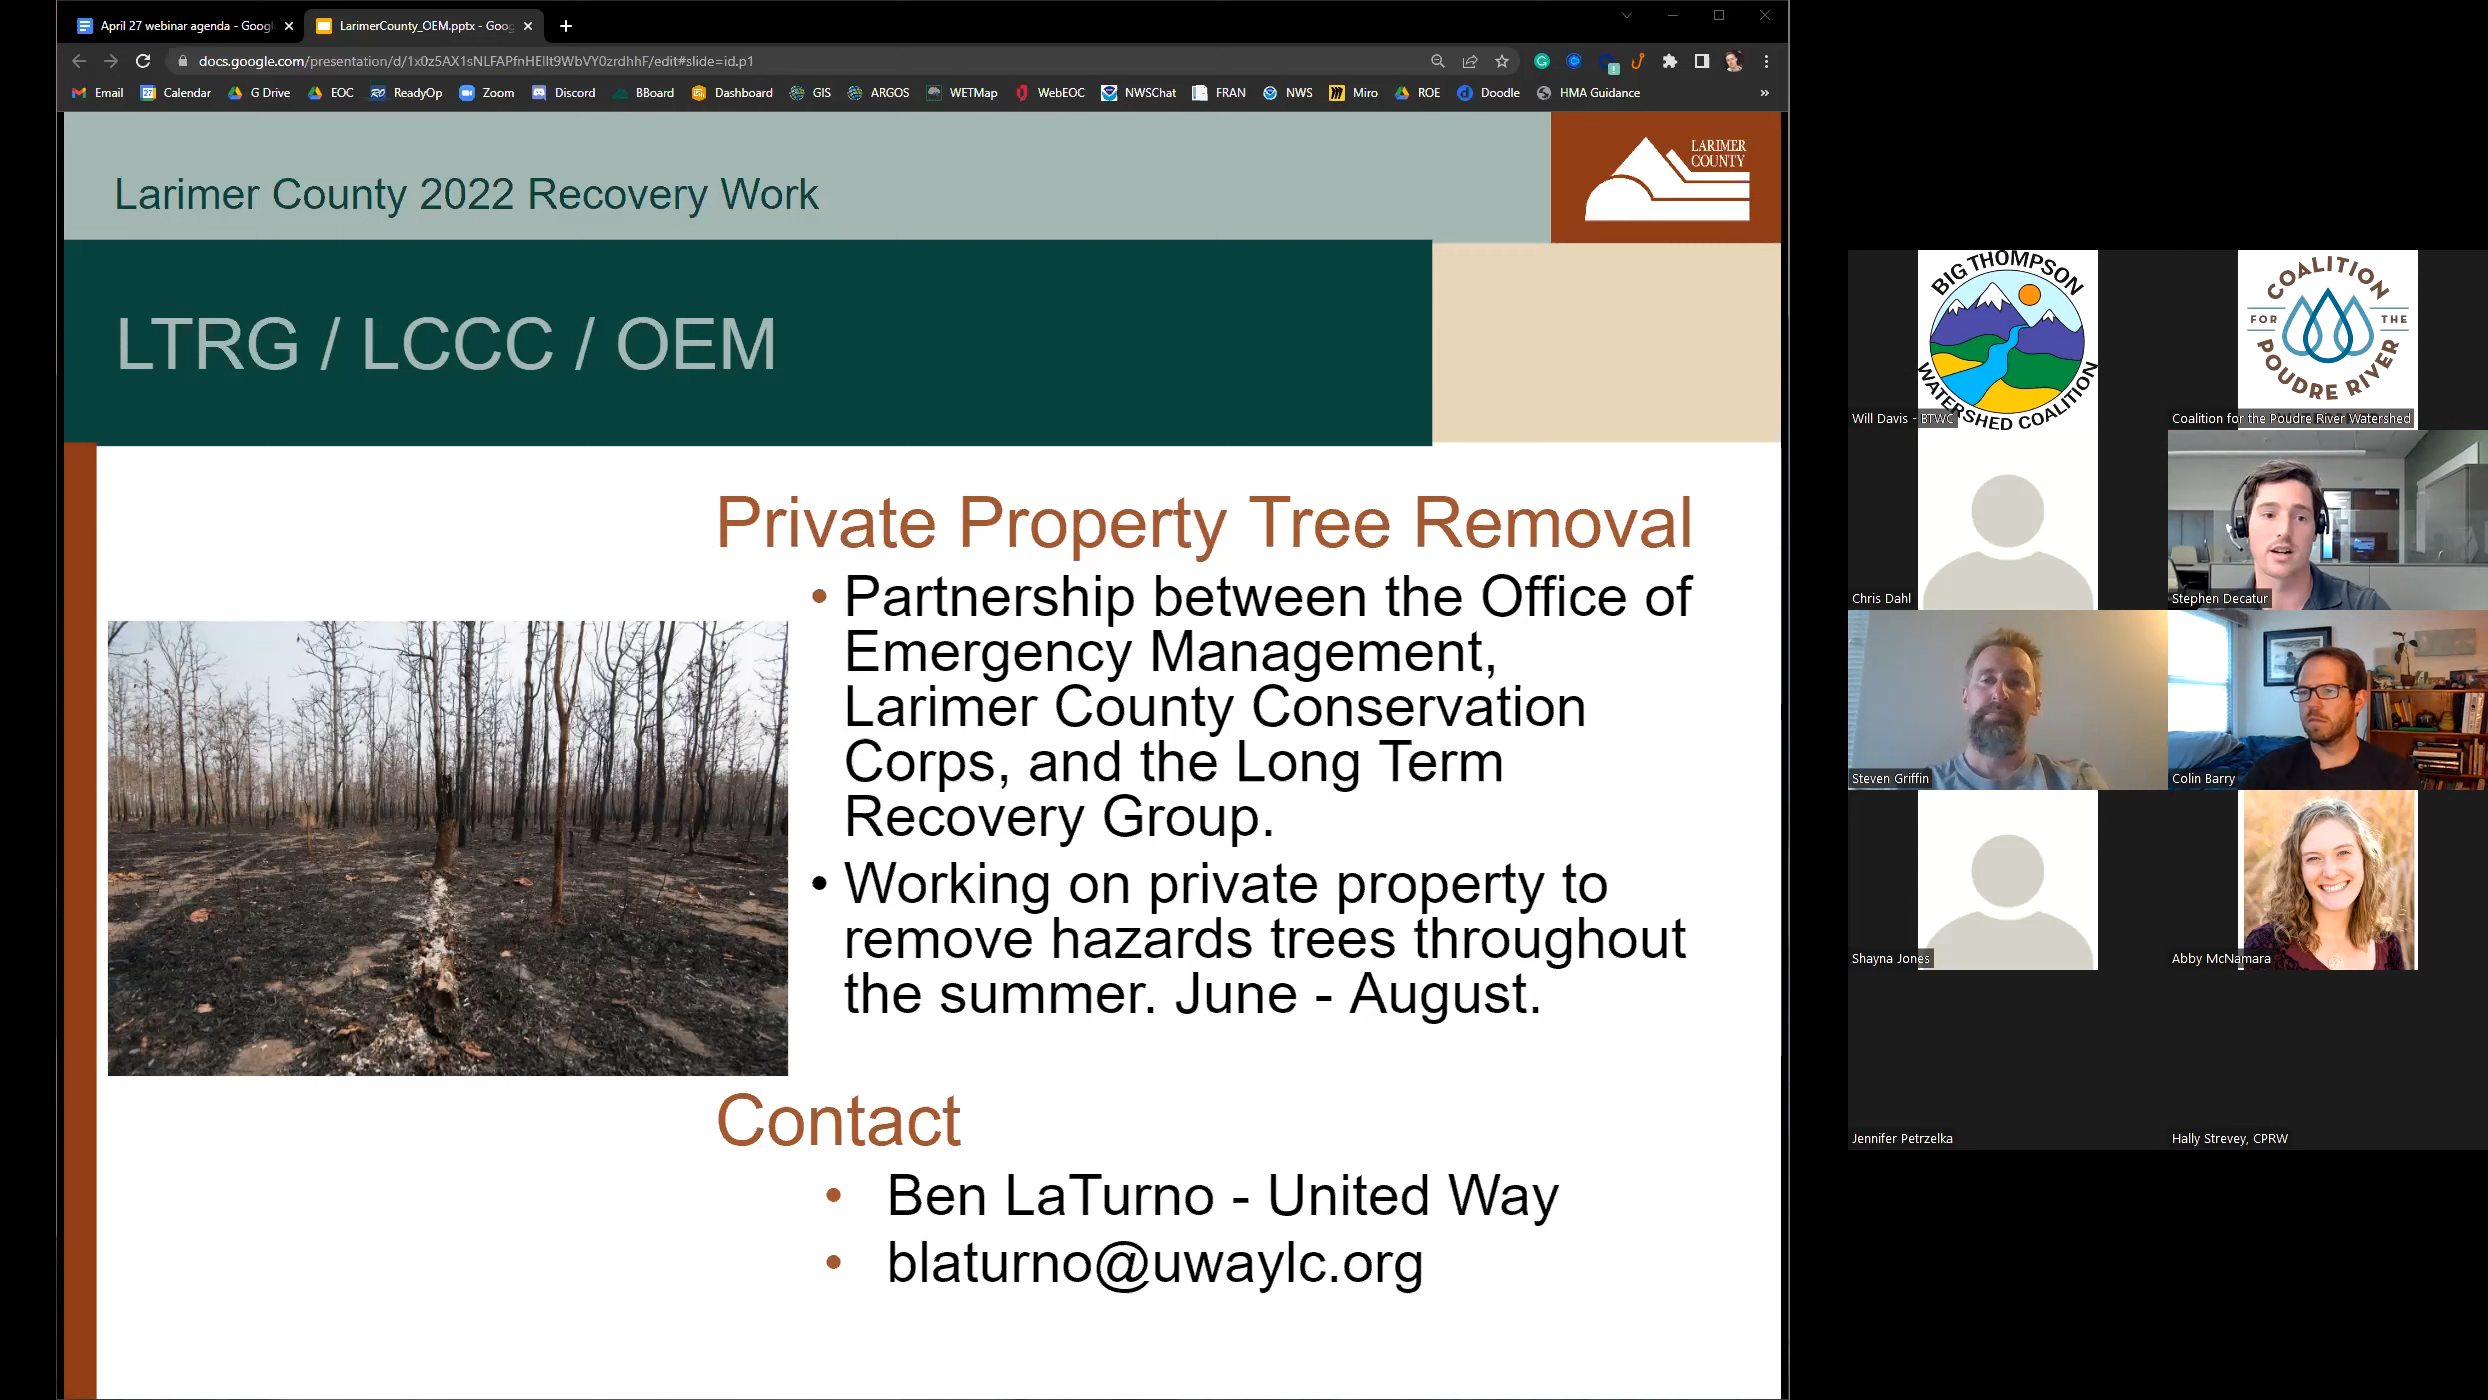 April 27 webinar agenda - Googl
LarimerCounty_OEM.pptx - Goog
docs.google.com/presentation/d/1x0z5AX1sNLFAPfnHEllt9WbVY0zrdhhF/edit#slide=id.p1
Email Calendar G Drive EOC ReadyOp Zoom Discord BBoard Dashboard GIS ARGOS WETMap WebEOC NWSChat FRAN NWS Miro ROE Doodle HMA Guidance »
LARIMER
COUNTY
Larimer County 2022 Recovery Work
LTRG / LCCC / OEM
Private Property Tree Removal
• Partnership between the Office of
Emergency Management,
Larimer County Conservation
Corps, and the Long Term
Recovery Group.
• Working on private property to
remove hazards trees throughout
the summer. June - August.
Contact
• Ben LaTurno - United Way
• blaturno@uwaylc.org
BIG THOMPSON
WATERSHED COALITION
Will Davis - BTWC
COALITION
FOR THE
POUDRE RIVER
Coalition for the Poudre River Watershed
Chris Dahl
Stephen Decatur
Steven Griffin
Colin Barry
Shayna Jones
Abby McNamara
Jennifer Petrzelka
Hally Strevey, CPRW